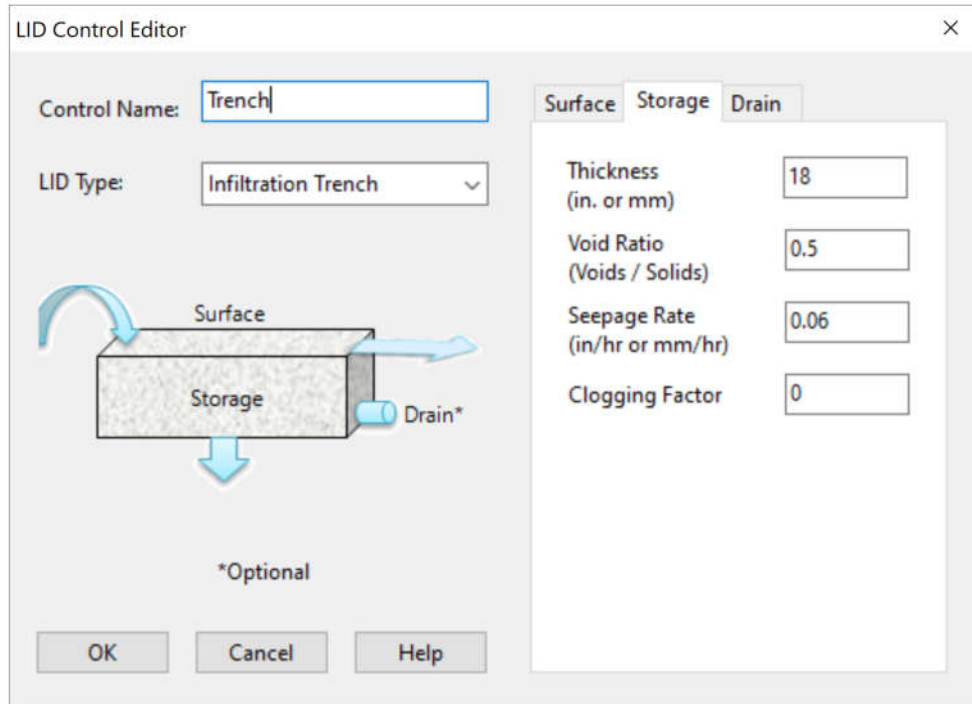 LID Control Editor
Control Name:
Trench
LID Type:
Infiltration Trench
Surface
Storage
Drain*
*Optional
OK
Cancel
Help
Surface
Storage
Drain
Thickness
(in. or mm)
18
Void Ratio
(Voids / Solids)
0.5
Seepage Rate
(in/hr or mm/hr)
0.06
Clogging Factor
0